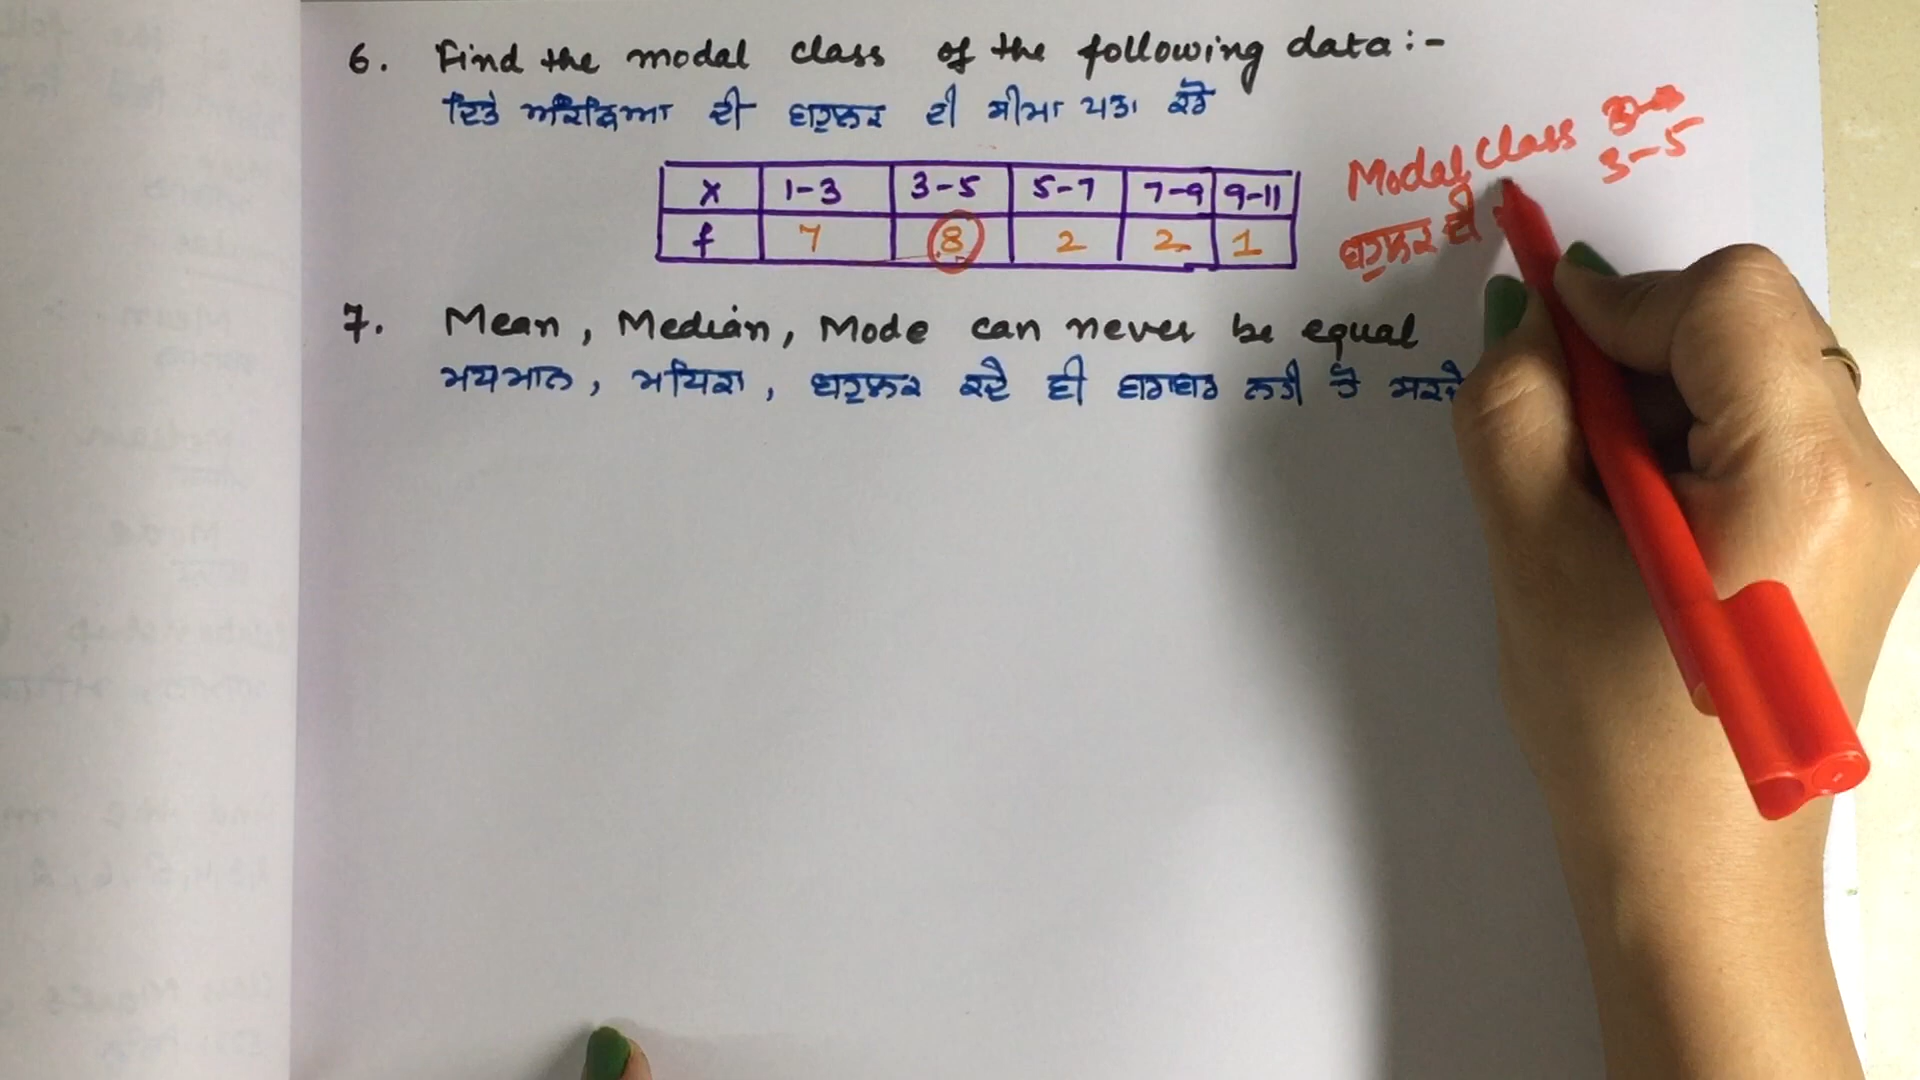 6. Find the modal class of the following data :-
ਦਿਤੇ ਅੰਕੜਿਆ ਦੀ ਬਹੁਲਕ ਦੀ ਸੀਮਾ ਪਤਾ ਕਰੋ
x 1-3 3-5 5-7 7-9 9-11
f 7 8 2 2 1
Modal class 3-5
ਬਹੁਲਕ ਦੀ
7. Mean, Median, Mode can never be equal
ਮਧਮਾਨ, ਮਧਿਕਾ, ਬਹੁਲਕ ਕਦੇ ਵੀ ਬਰਾਬਰ ਨਹੀ ਹੋ ਸਕਦੇ